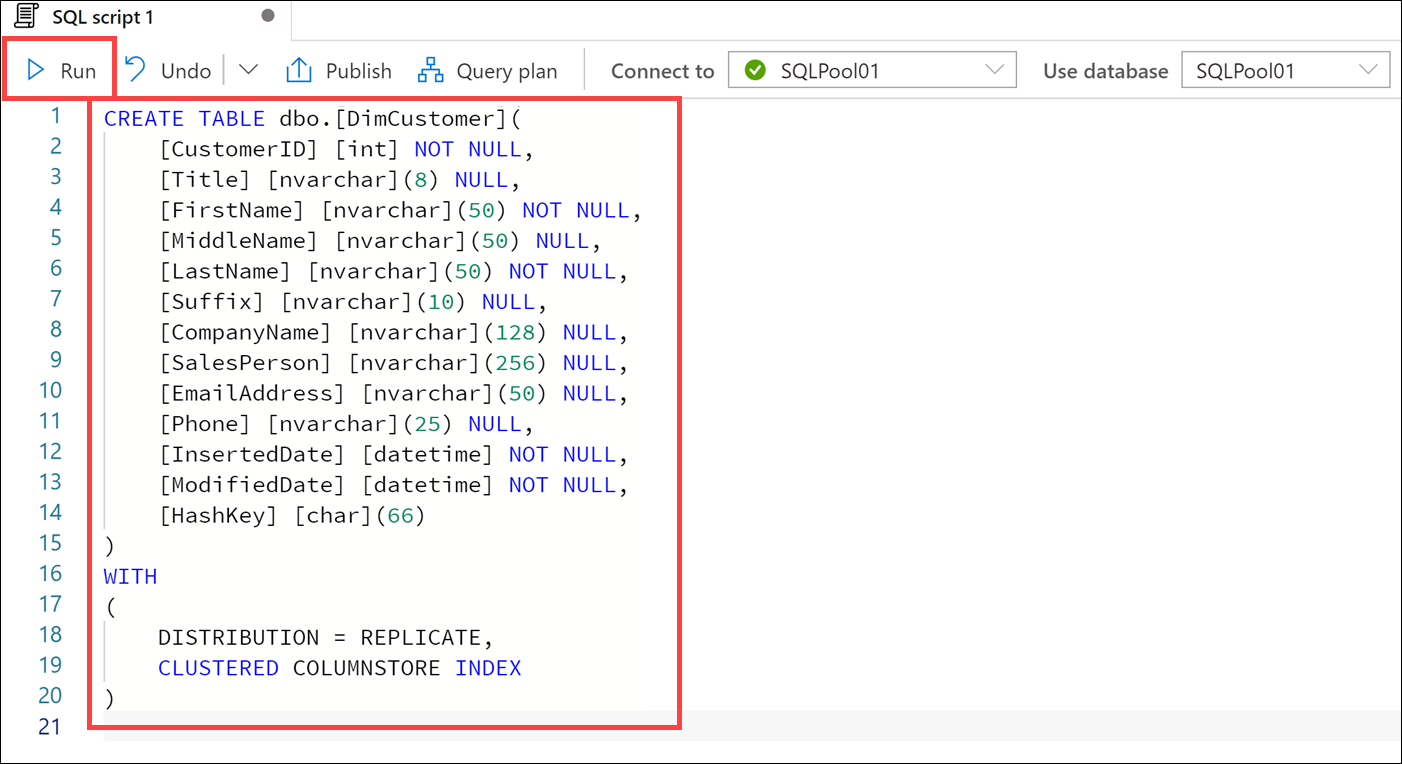 SQL script 1
Run Undo Publish Query plan Connect to SQLPool01 Use database SQLPool01
1 CREATE TABLE dbo.[DimCustomer](
2 [CustomerID] [int] NOT NULL,
3 [Title] [nvarchar](8) NULL,
4 [FirstName] [nvarchar](50) NOT NULL,
5 [MiddleName] [nvarchar](50) NULL,
6 [LastName] [nvarchar](50) NOT NULL,
7 [Suffix] [nvarchar](10) NULL,
8 [CompanyName] [nvarchar](128) NULL,
9 [SalesPerson] [nvarchar](256) NULL,
10 [EmailAddress] [nvarchar](50) NULL,
11 [Phone] [nvarchar](25) NULL,
12 [InsertedDate] [datetime] NOT NULL,
13 [ModifiedDate] [datetime] NOT NULL,
14 [HashKey] [char](66)
15 )
16 WITH
17 (
18 DISTRIBUTION = REPLICATE,
19 CLUSTERED COLUMNSTORE INDEX
20 )
21